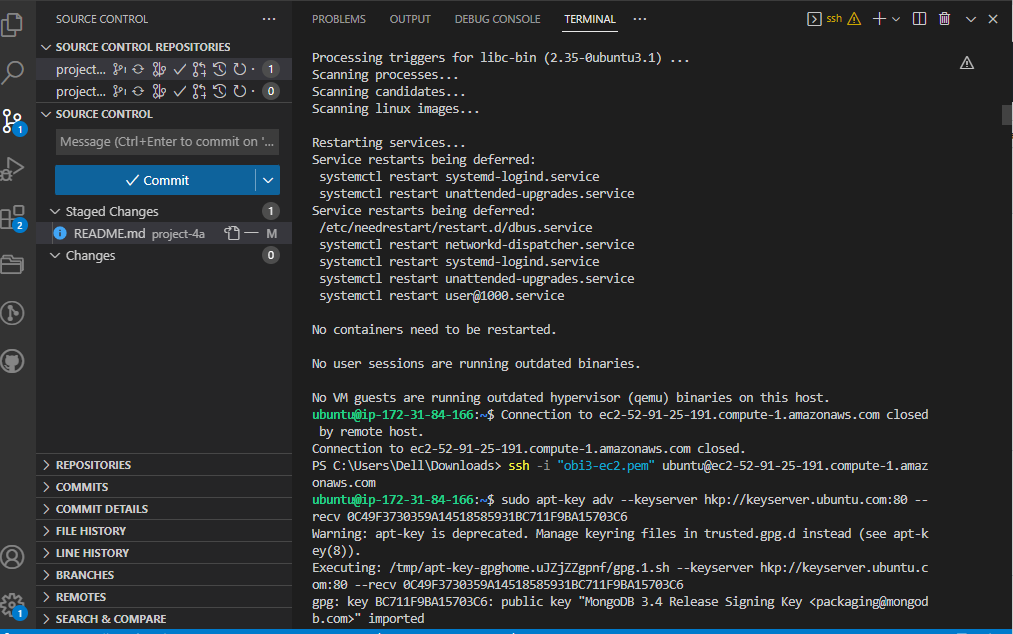 SOURCE CONTROL
SOURCE CONTROL REPOSITORIES
project... 1
project... 0
SOURCE CONTROL
Message (Ctrl+Enter to commit on '...
Commit
Staged Changes 1
README.md project-4a M
Changes 0
REPOSITORIES
COMMITS
COMMIT DETAILS
FILE HISTORY
LINE HISTORY
BRANCHES
REMOTES
SEARCH & COMPARE
1
2
1
PROBLEMS OUTPUT DEBUG CONSOLE TERMINAL ssh
Processing triggers for libc-bin (2.35-0ubuntu3.1) ...
Scanning processes...
Scanning candidates...
Scanning linux images...
Restarting services...
Service restarts being deferred:
systemctl restart systemd-logind.service
systemctl restart unattended-upgrades.service
Service restarts being deferred:
/etc/needrestart/restart.d/dbus.service
systemctl restart networkd-dispatcher.service
systemctl restart systemd-logind.service
systemctl restart unattended-upgrades.service
systemctl restart user@1000.service
No containers need to be restarted.
No user sessions are running outdated binaries.
No VM guests are running outdated hypervisor (qemu) binaries on this host.
ubuntu@ip-172-31-84-166:~$ Connection to ec2-52-91-25-191.compute-1.amazonaws.com closed
by remote host.
Connection to ec2-52-91-25-191.compute-1.amazonaws.com closed.
PS C:\Users\Dell\Downloads> ssh -i "obi3-ec2.pem" ubuntu@ec2-52-91-25-191.compute-1.amaz
onaws.com
ubuntu@ip-172-31-84-166:~$ sudo apt-key adv --keyserver hkp://keyserver.ubuntu.com:80 --
recv 0C49F3730359A14518585931BC711F9BA15703C6
Warning: apt-key is deprecated. Manage keyring files in trusted.gpg.d instead (see apt-k
ey(8)).
Executing: /tmp/apt-key-gpghome.uJZjZZgpnf/gpg.1.sh --keyserver hkp://keyserver.ubuntu.c
om:80 --recv 0C49F3730359A14518585931BC711F9BA15703C6
gpg: key BC711F9BA15703C6: public key "MongoDB 3.4 Release Signing Key <packaging@mongod
b.com>" imported